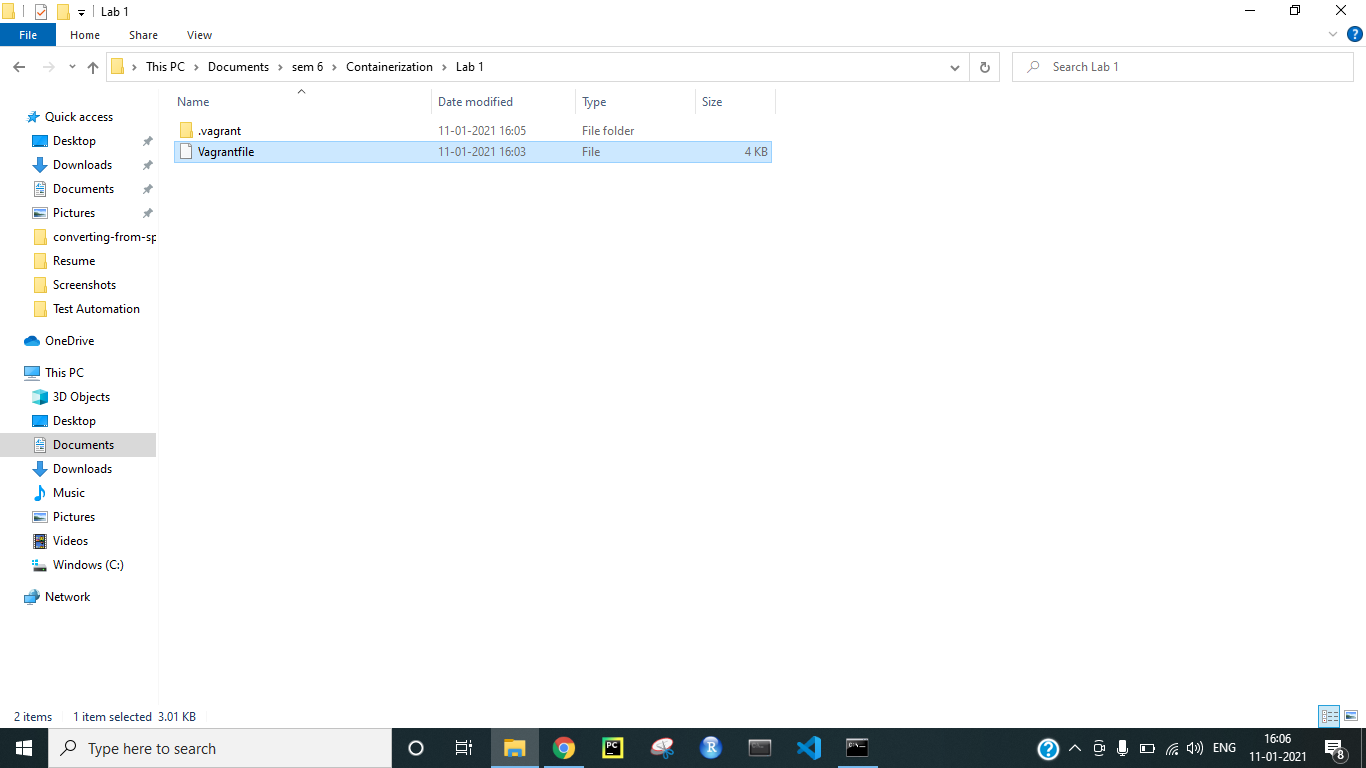 Lab 1
File Home Share View
This PC Documents sem 6 Containerization Lab 1
Search Lab 1
Name Date modified Type Size
.vagrant 11-01-2021 16:05 File folder
Vagrantfile 11-01-2021 16:03 File 4 KB
Quick access
Desktop
Downloads
Documents
Pictures
converting-from-sp
Resume
Screenshots
Test Automation
OneDrive
This PC
3D Objects
Desktop
Documents
Downloads
Music
Pictures
Videos
Windows (C:)
Network
2 items 1 item selected 3.01 KB
Type here to search
PC
R
ENG
16:06
11-01-2021
8